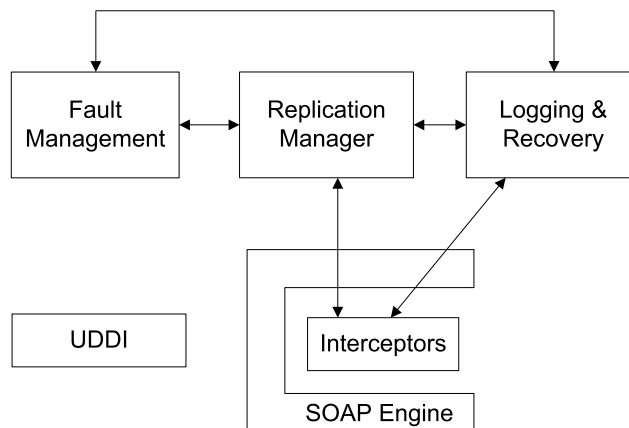 Fault
Management
Replication
Manager
Logging &
Recovery
UDDI
Interceptors
SOAP Engine